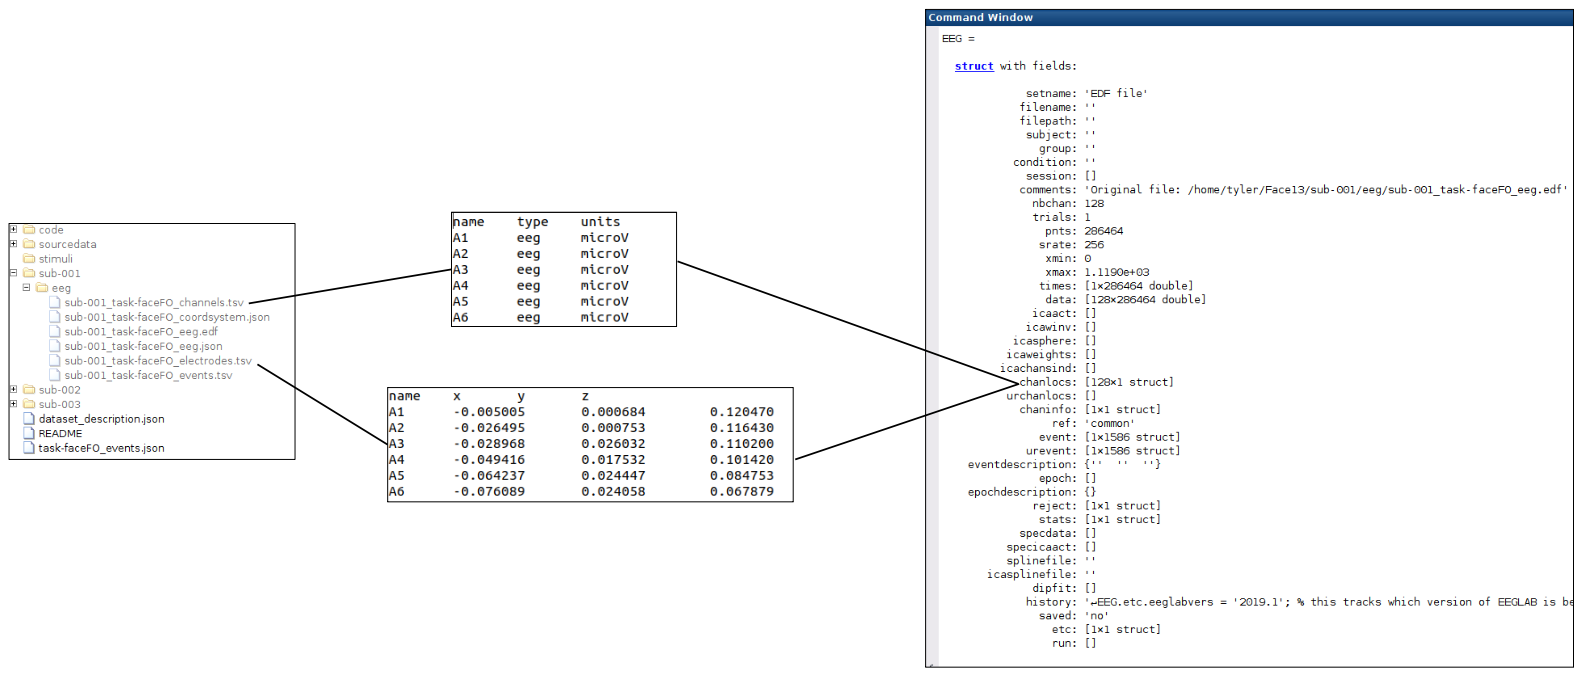 code
sourcedata
stimuli
sub-001
eeg
sub-001_task-faceFO_channels.tsv
sub-001_task-faceFO_coordsystem.json
sub-001_task-faceFO_eeg.edf
sub-001_task-faceFO_eeg.json
sub-001_task-faceFO_electrodes.tsv
sub-001_task-faceFO_events.tsv
sub-002
sub-003
dataset_description.json
README
task-faceFO_events.json
name type units
A1 eeg microV
A2 eeg microV
A3 eeg microV
A4 eeg microV
A5 eeg microV
A6 eeg microV
name x y z
A1 -0.005005 0.000684 0.120470
A2 -0.026495 0.000753 0.116430
A3 -0.028968 0.026032 0.110200
A4 -0.049416 0.017532 0.101420
A5 -0.064237 0.024447 0.084753
A6 -0.076089 0.024058 0.067879
Command Window
EEG =
struct with fields:
setname: 'EDF file'
filename: ''
filepath: ''
subject: ''
group: ''
condition: ''
session: []
comments: 'Original file: /home/tyler/Face13/sub-001/eeg/sub-001_task-faceFO_eeg.edf'
nbchan: 128
trials: 1
pnts: 286464
srate: 256
xmin: 0
xmax: 1.1190e+03
times: [1×286464 double]
data: [128×286464 double]
icaact: []
icawinv: []
icasphere: []
icaweights: []
icachansind: []
chanlocs: [128×1 struct]
urchanlocs: []
chaninfo: [1×1 struct]
ref: 'common'
event: [1×1586 struct]
urevent: [1×1586 struct]
eventdescription: {'' '' ''}
epoch: []
epochdescription: {}
reject: [1×1 struct]
stats: [1×1 struct]
specdata: []
specicaact: []
splinefile: ''
icasplinefile: ''
dipfit: []
history: '↵EEG.etc.eeglabvers = '2019.1'; % this tracks which version of EEGLAB is be
saved: 'no'
etc: [1×1 struct]
run: []